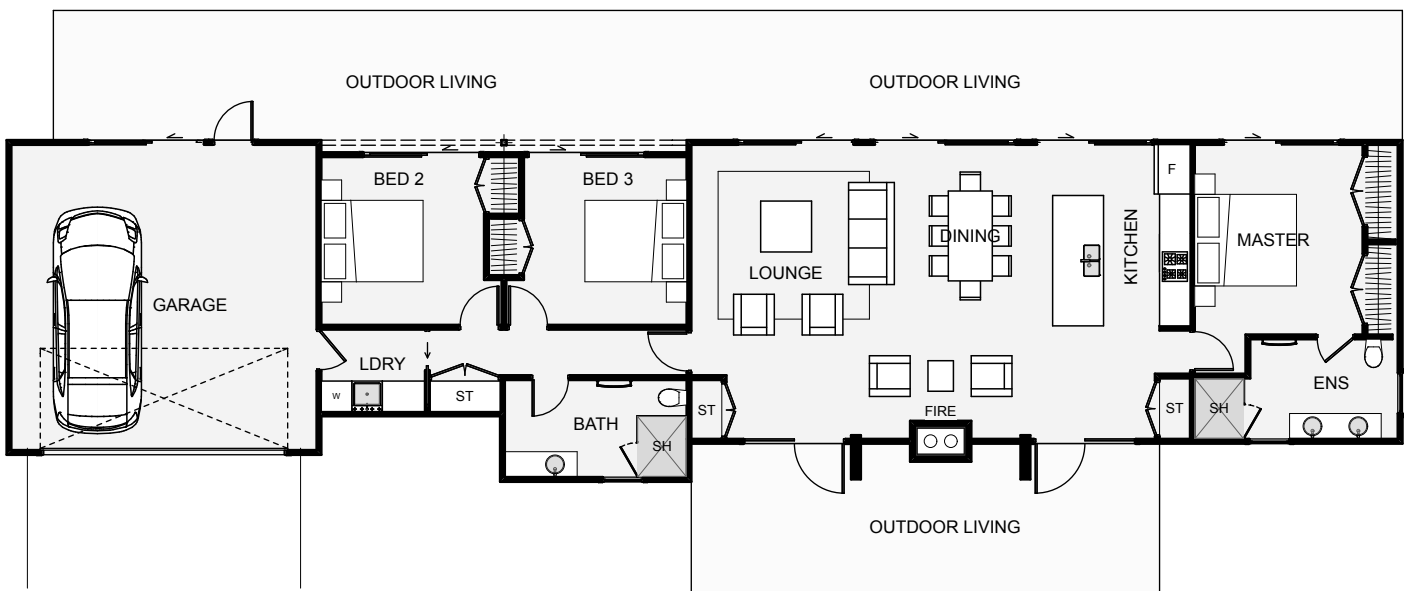 OUTDOOR LIVING
OUTDOOR LIVING
BED 2
BED 3
F
DINING
KITCHEN
MASTER
LOUNGE
GARAGE
LDRY
W
ST
BATH
SH
ST
FIRE
ST
SH
ENS
OUTDOOR LIVING